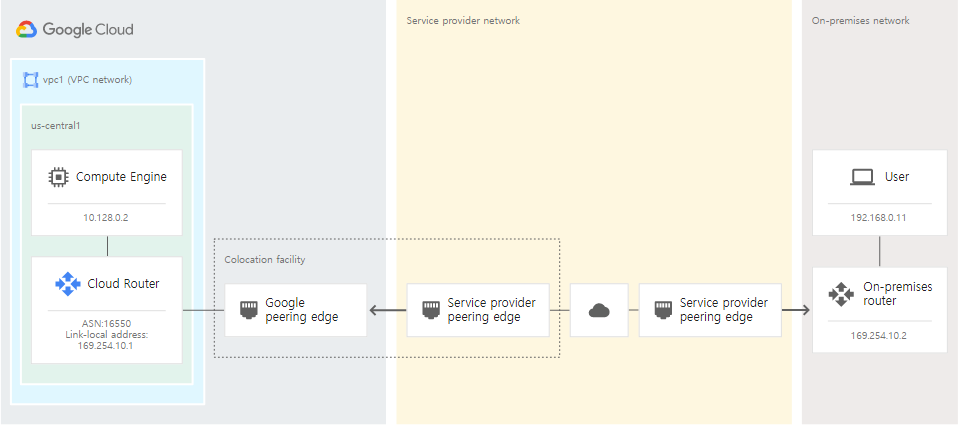 Google Cloud
Service provider network
On-premises network
vpc1 (VPC network)
us-central1
Compute Engine
10.128.0.2
User
192.168.0.11
Colocation facility
Cloud Router
ASN:16550
Link-local address:
169.254.10.1
Google
peering edge
Service provider
peering edge
Service provider
peering edge
On-premises
router
169.254.10.2